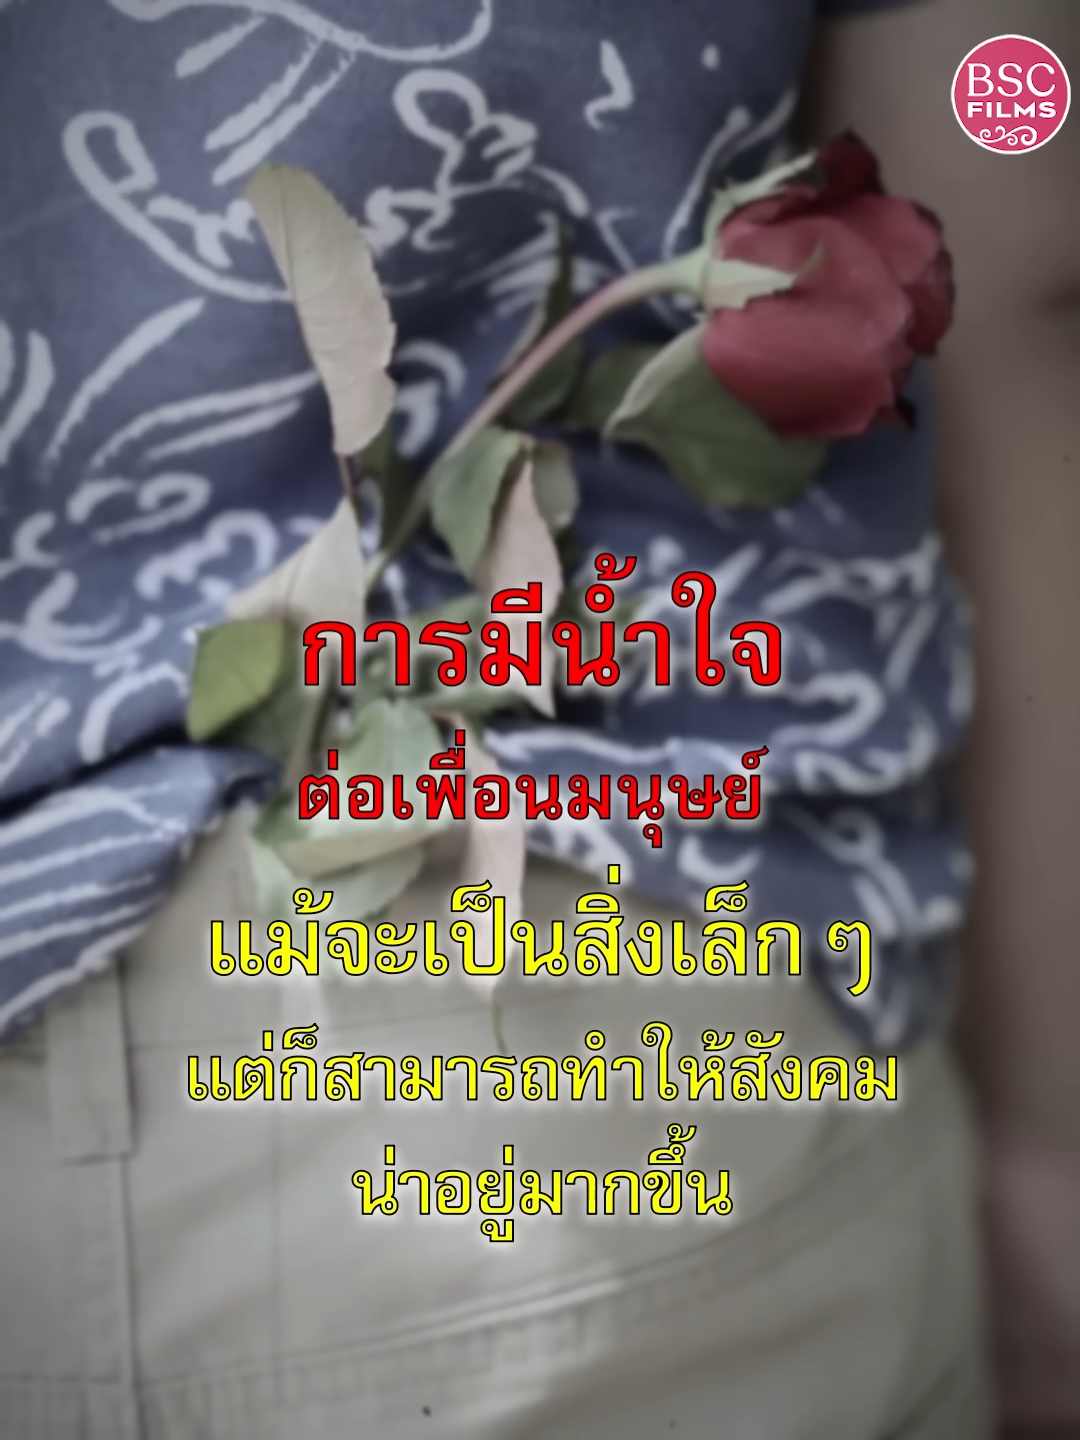 BSC
FILMS
การมีน้ำใจ
ต่อเพื่อนมนุษย์
แม้จะเป็นสิ่งเล็ก ๆ
แต่ก็สามารถทำให้สังคม
น่าอยู่มากขึ้น